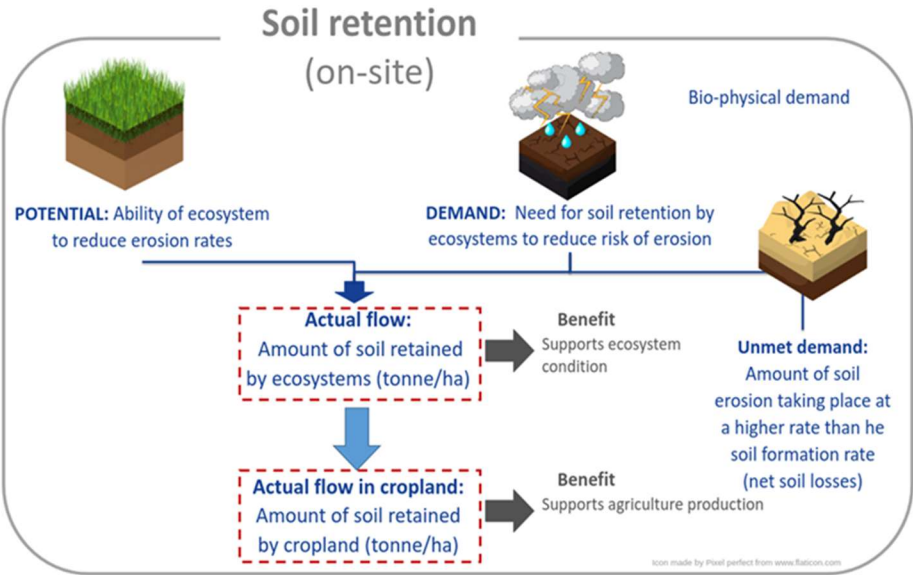 Soil retention
(on-site)
Bio-physical demand
POTENTIAL: Ability of ecosystem
to reduce erosion rates
DEMAND: Need for soil retention by
ecosystems to reduce risk of erosion
Actual flow:
Amount of soil retained
by ecosystems (tonne/ha)
Benefit
Supports ecosystem
condition
Unmet demand:
Amount of soil
erosion taking place at
a higher rate than he
soil formation rate
(net soil losses)
Actual flow in cropland:
Amount of soil retained
by cropland (tonne/ha)
Benefit
Supports agriculture production
Icon made by Pixel perfect from www.flaticon.com